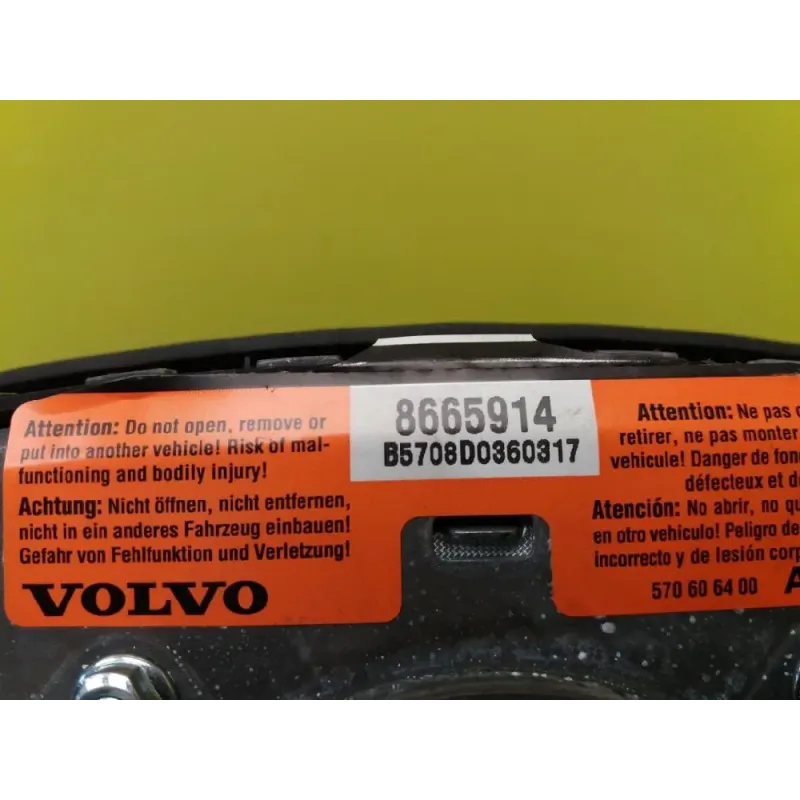 Attention: Do not open, remove or
put into another vehicle! Risk of mal-
functioning and bodily injury!
Achtung: Nicht öffnen, nicht entfernen,
nicht in ein anderes Fahrzeug einbauen!
Gefahr von Fehlfunktion und Verletzung!
VOLVO
8665914
B5708D0360317
Attention: Ne pas
retirer, ne pas monter
vehicule! Danger de
défecteux et
Atención: No abrir, no
en otro vehiculo! Peligro
incorrecto y de lesión
570 60 64 00